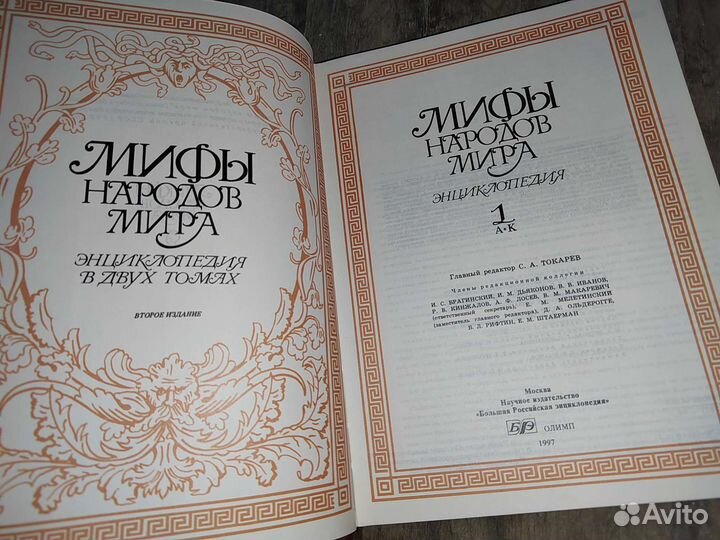 МИФЫ
НАРОДОВ
МИРА
ЭНЦИКЛОПЕДИЯ
В ДВУХ ТОМАХ
ВТОРОЕ ИЗДАНИЕ
МИФЫ
НАРОДОВ
МИРА
ЭНЦИКЛОПЕДИЯ
1
А•К
Главный редактор С. А. ТОКАРЕВ
Члены редакционной коллегии
И. С. БРАГИНСКИЙ, И. М. ДЬЯКОНОВ, В. В. ИВАНОВ,
Р. В. КИНЖАЛОВ, А. Ф. ЛОСЕВ, В. М. МАКАРЕВИЧ
(ответственный секретарь), Е. М. МЕЛЕТИНСКИЙ
(заместитель главного редактора), Д. А. ОЛЬДЕРОГГЕ,
Б. Л. РИФТИН, Е. М. ШТАЕРМАН
Москва
Научное издательство
«Большая Российская энциклопедия»
БРЭ ОЛИМП
1997
Avito